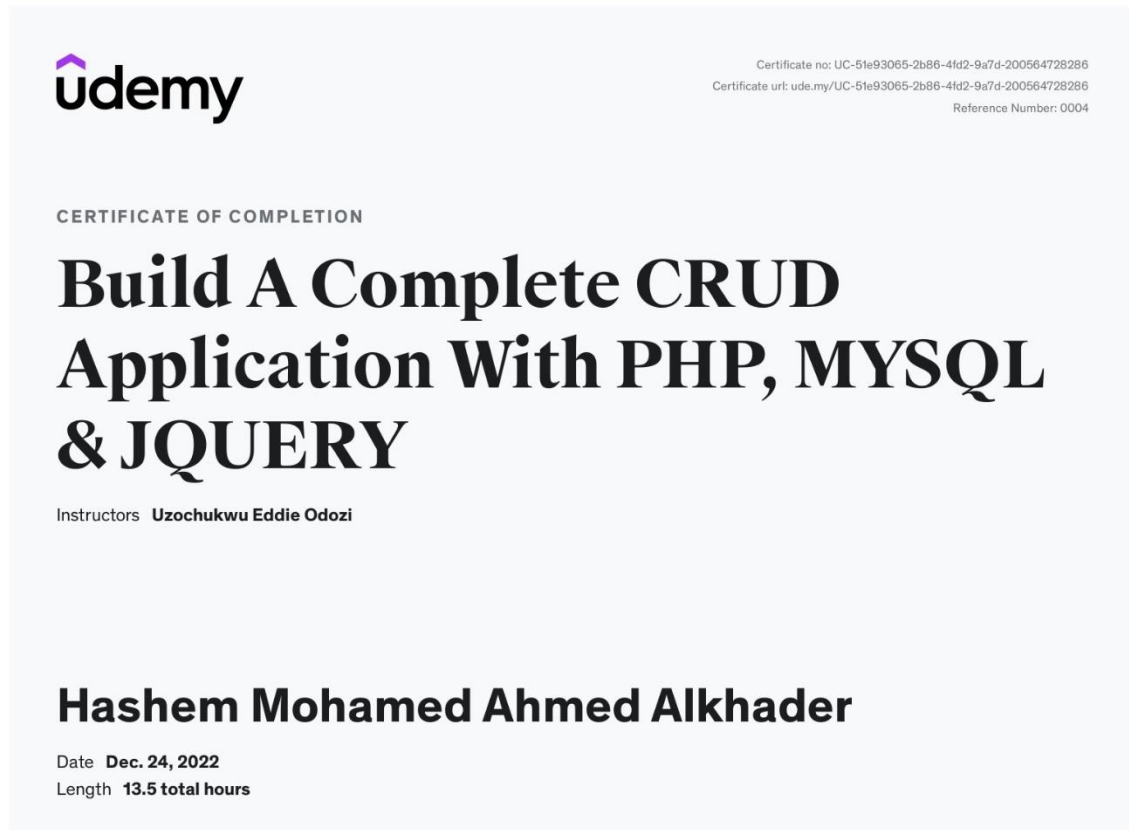 udemy
Certificate no: UC-51e93065-2b86-4fd2-9a7d-200564728286
Certificate url: ude.my/UC-51e93065-2b86-4fd2-9a7d-200564728286
Reference Number: 0004
CERTIFICATE OF COMPLETION
Build A Complete CRUD
Application With PHP, MYSQL
& JQUERY
Instructors Uzochukwu Eddie Odozi
Hashem Mohamed Ahmed Alkhader
Date Dec. 24, 2022
Length 13.5 total hours